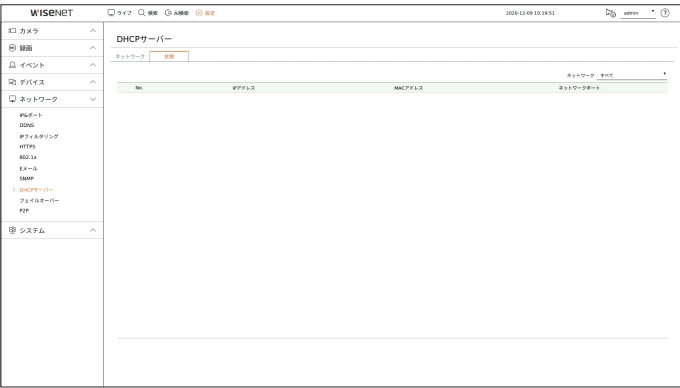 WISENET
ライブ 検索 AI検索 設定 2020-12-09 10:19:51 admin
カメラ
録画
イベント
デバイス
ネットワーク
IP&ポート
DDNS
IPフィルタリング
HTTPS
802.1x
Eメール
SNMP
DHCPサーバー
フェイルオーバー
P2P
システム
DHCPサーバー
ネットワーク 状態
ネットワーク すべて
No. IPアドレス MACアドレス ネットワークポート